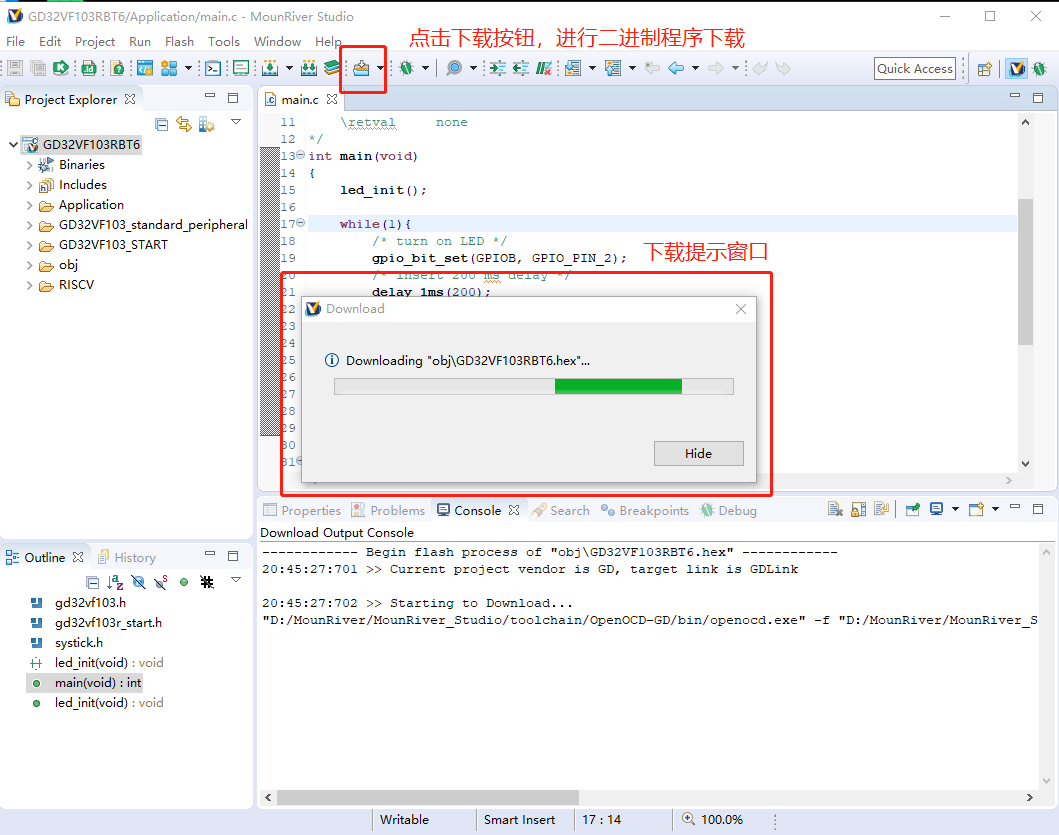 GD32VF103RBT6/Application/main.c - MounRiver Studio
File Edit Project Run Flash Tools Window Help
点击下载按钮，进行二进制程序下载
Quick Access
Project Explorer
GD32VF103RBT6
Binaries
Includes
Application
GD32VF103_standard_peripheral
GD32VF103_START
obj
RISCV
main.c
11 \retval none
12 */
13 int main(void)
14 {
15 led_init();
16
17 while(1){
18 /* turn on LED */
19 gpio_bit_set(GPIOB, GPIO_PIN_2);
下载提示窗口
20 /* insert 200 ms delay */
21 delay_1ms(200);
22
23
24
25
26
27
28
29
30
31
Download
Downloading "obj\GD32VF103RBT6.hex"...
Hide
Properties Problems Console Search Breakpoints Debug
Download Output Console
------------ Begin flash process of "obj\GD32VF103RBT6.hex" ------------
20:45:27:701 >> Current project vendor is GD, target link is GDLink
20:45:27:702 >> Starting to Download...
"D:/MounRiver/MounRiver_Studio/toolchain/OpenOCD-GD/bin/openocd.exe" -f "D:/MounRiver/MounRiver_S
Outline History
gd32vf103.h
gd32vf103r_start.h
systick.h
led_init(void) : void
main(void) : int
led_init(void) : void
Writable Smart Insert 17 : 14 100.0%